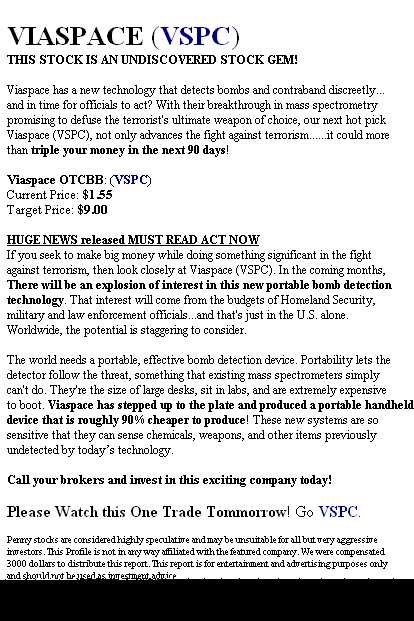 VIASPACE (VSPC)
THIS STOCK IS AN UNDISCOVERED STOCK GEM!
Viaspace has a new technology that detects bombs and contraband discreetly...
and in time for officials to act? With their breakthrough in mass spectrometry
promising to defuse the terrorist's ultimate weapon of choice, our next hot pick
Viaspace (VSPC), not only advances the fight against terrorism......it could more
than triple your money in the next 90 days!
Viaspace OTCBB: (VSPC)
Current Price: $1.55
Target Price: $9.00
HUGE NEWS released MUST READ ACT NOW
If you seek to make big money while doing something significant in the fight
against terrorism, then look closely at Viaspace (VSPC). In the coming months,
There will be an explosion of interest in this new portable bomb detection
technology. That interest will come from the budgets of Homeland Security,
military and law enforcement officials...and that's just in the U.S. alone.
Worldwide, the potential is staggering to consider.
The world needs a portable, effective bomb detection device. Portability lets the
detector follow the threat, something that existing mass spectrometers simply
can't do. They're the size of large desks, sit in labs, and are extremely expensive
to boot. Viaspace has stepped up to the plate and produced a portable handheld
device that is roughly 90% cheaper to produce! These new systems are so
sensitive that they can sense chemicals, weapons, and other items previously
undetected by today's technology.
Call your brokers and invest in this exciting company today!
Please Watch this One Trade Tommorrow! Go VSPC.
Penny stocks are considered highly speculative and may be unsuitable for all but very aggressive
investors. This Profile is not in any way affiliated with the featured company. We were compensated
3000 dollars to distribute this report. This report is for entertainment and advertising purposes only
and should not be used as investment advice